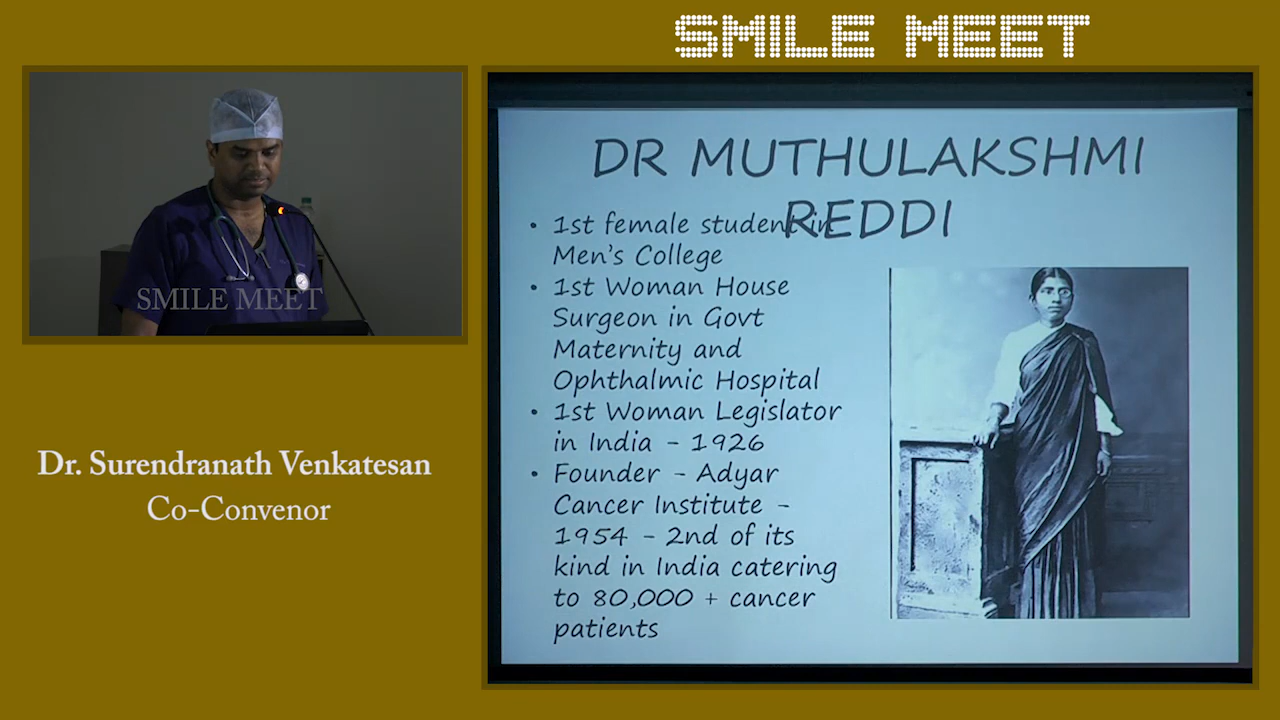 SMILE MEET
SMILE MEET
Dr. Surendranath Venkatesan
Co-Convenor
DR MUTHULAKSHMI
REDDI
• 1st female student in
Men's College
• 1st Woman House
Surgeon in Govt
Maternity and
Ophthalmic Hospital
• 1st Woman Legislator
in India - 1926
• Founder - Adyar
Cancer Institute -
1954 - 2nd of its
kind in India catering
to 80,000 + cancer
patients